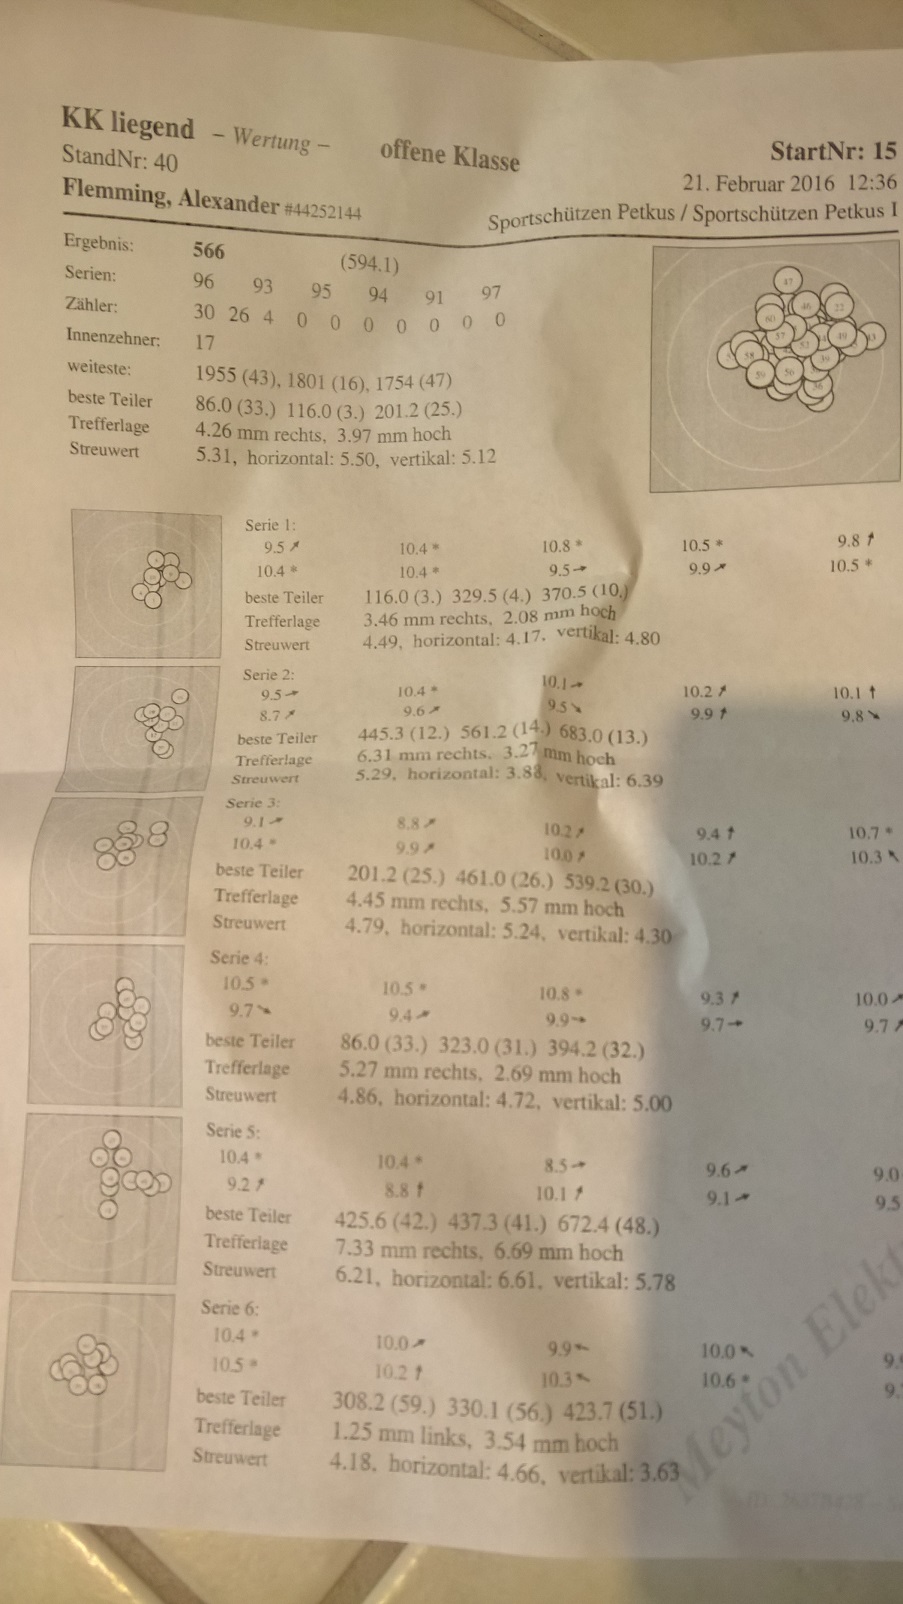 KK liegend – Wertung – offene Klasse
StartNr: 15
StandNr: 40
21. Februar 2016 12:36
Flemming, Alexander #44252144
Sportschützen Petkus / Sportschützen Petkus I
Ergebnis: 566 (594.1)
Serien: 96 93 95 94 91 97
Zähler: 30 26 4 0 0 0 0 0 0 0
Innenzehner: 17
weiteste: 1955 (43), 1801 (16), 1754 (47)
beste Teiler 86.0 (33.) 116.0 (3.) 201.2 (25.)
Trefferlage 4.26 mm rechts, 3.97 mm hoch
Streuwert 5.31, horizontal: 5.50, vertikal: 5.12
Serie 1:
9.5 ↗ 10.4 * 10.8 * 10.5 * 9.8 ↑
10.4 * 10.4 * 9.5 → 9.9 ↗ 10.5 *
beste Teiler 116.0 (3.) 329.5 (4.) 370.5 (10.)
Trefferlage 3.46 mm rechts, 2.08 mm hoch
Streuwert 4.49, horizontal: 4.17, vertikal: 4.80
Serie 2:
9.5 → 10.4 * 10.1 → 10.2 ↗ 10.1 ↑
8.7 ↗ 9.6 ↗ 9.5 ↘ 9.9 ↑ 9.8 ↘
beste Teiler 445.3 (12.) 561.2 (14.) 683.0 (13.)
Trefferlage 6.31 mm rechts, 3.27 mm hoch
Streuwert 5.29, horizontal: 3.88, vertikal: 6.39
Serie 3:
9.1 ↗ 8.8 ↗ 10.2 ↗ 9.4 ↑ 10.7 *
10.4 * 9.9 ↗ 10.0 ↑ 10.2 ↗ 10.3 ↖
beste Teiler 201.2 (25.) 461.0 (26.) 539.2 (30.)
Trefferlage 4.45 mm rechts, 5.57 mm hoch
Streuwert 4.79, horizontal: 5.24, vertikal: 4.30
Serie 4:
10.5 * 10.5 * 10.8 * 9.3 ↑ 10.0 ↗
9.7 ↘ 9.4 ↗ 9.9 → 9.7 → 9.7 ↗
beste Teiler 86.0 (33.) 323.0 (31.) 394.2 (32.)
Trefferlage 5.27 mm rechts, 2.69 mm hoch
Streuwert 4.86, horizontal: 4.72, vertikal: 5.00
Serie 5:
10.4 * 10.4 * 8.5 → 9.6 ↗ 9.0
9.2 ↑ 8.8 ↑ 10.1 ↑ 9.1 ↗ 9.5
beste Teiler 425.6 (42.) 437.3 (41.) 672.4 (48.)
Trefferlage 7.33 mm rechts, 6.69 mm hoch
Streuwert 6.21, horizontal: 6.61, vertikal: 5.78
Serie 6:
10.4 * 10.0 ↗ 9.9 ← 10.0 ↖
10.5 * 10.2 ↑ 10.3 ↖ 10.6 *
beste Teiler 308.2 (59.) 330.1 (56.) 423.7 (51.)
Trefferlage 1.25 mm links, 3.54 mm hoch
Streuwert 4.18, horizontal: 4.66, vertikal: 3.63
Meyton Elekt